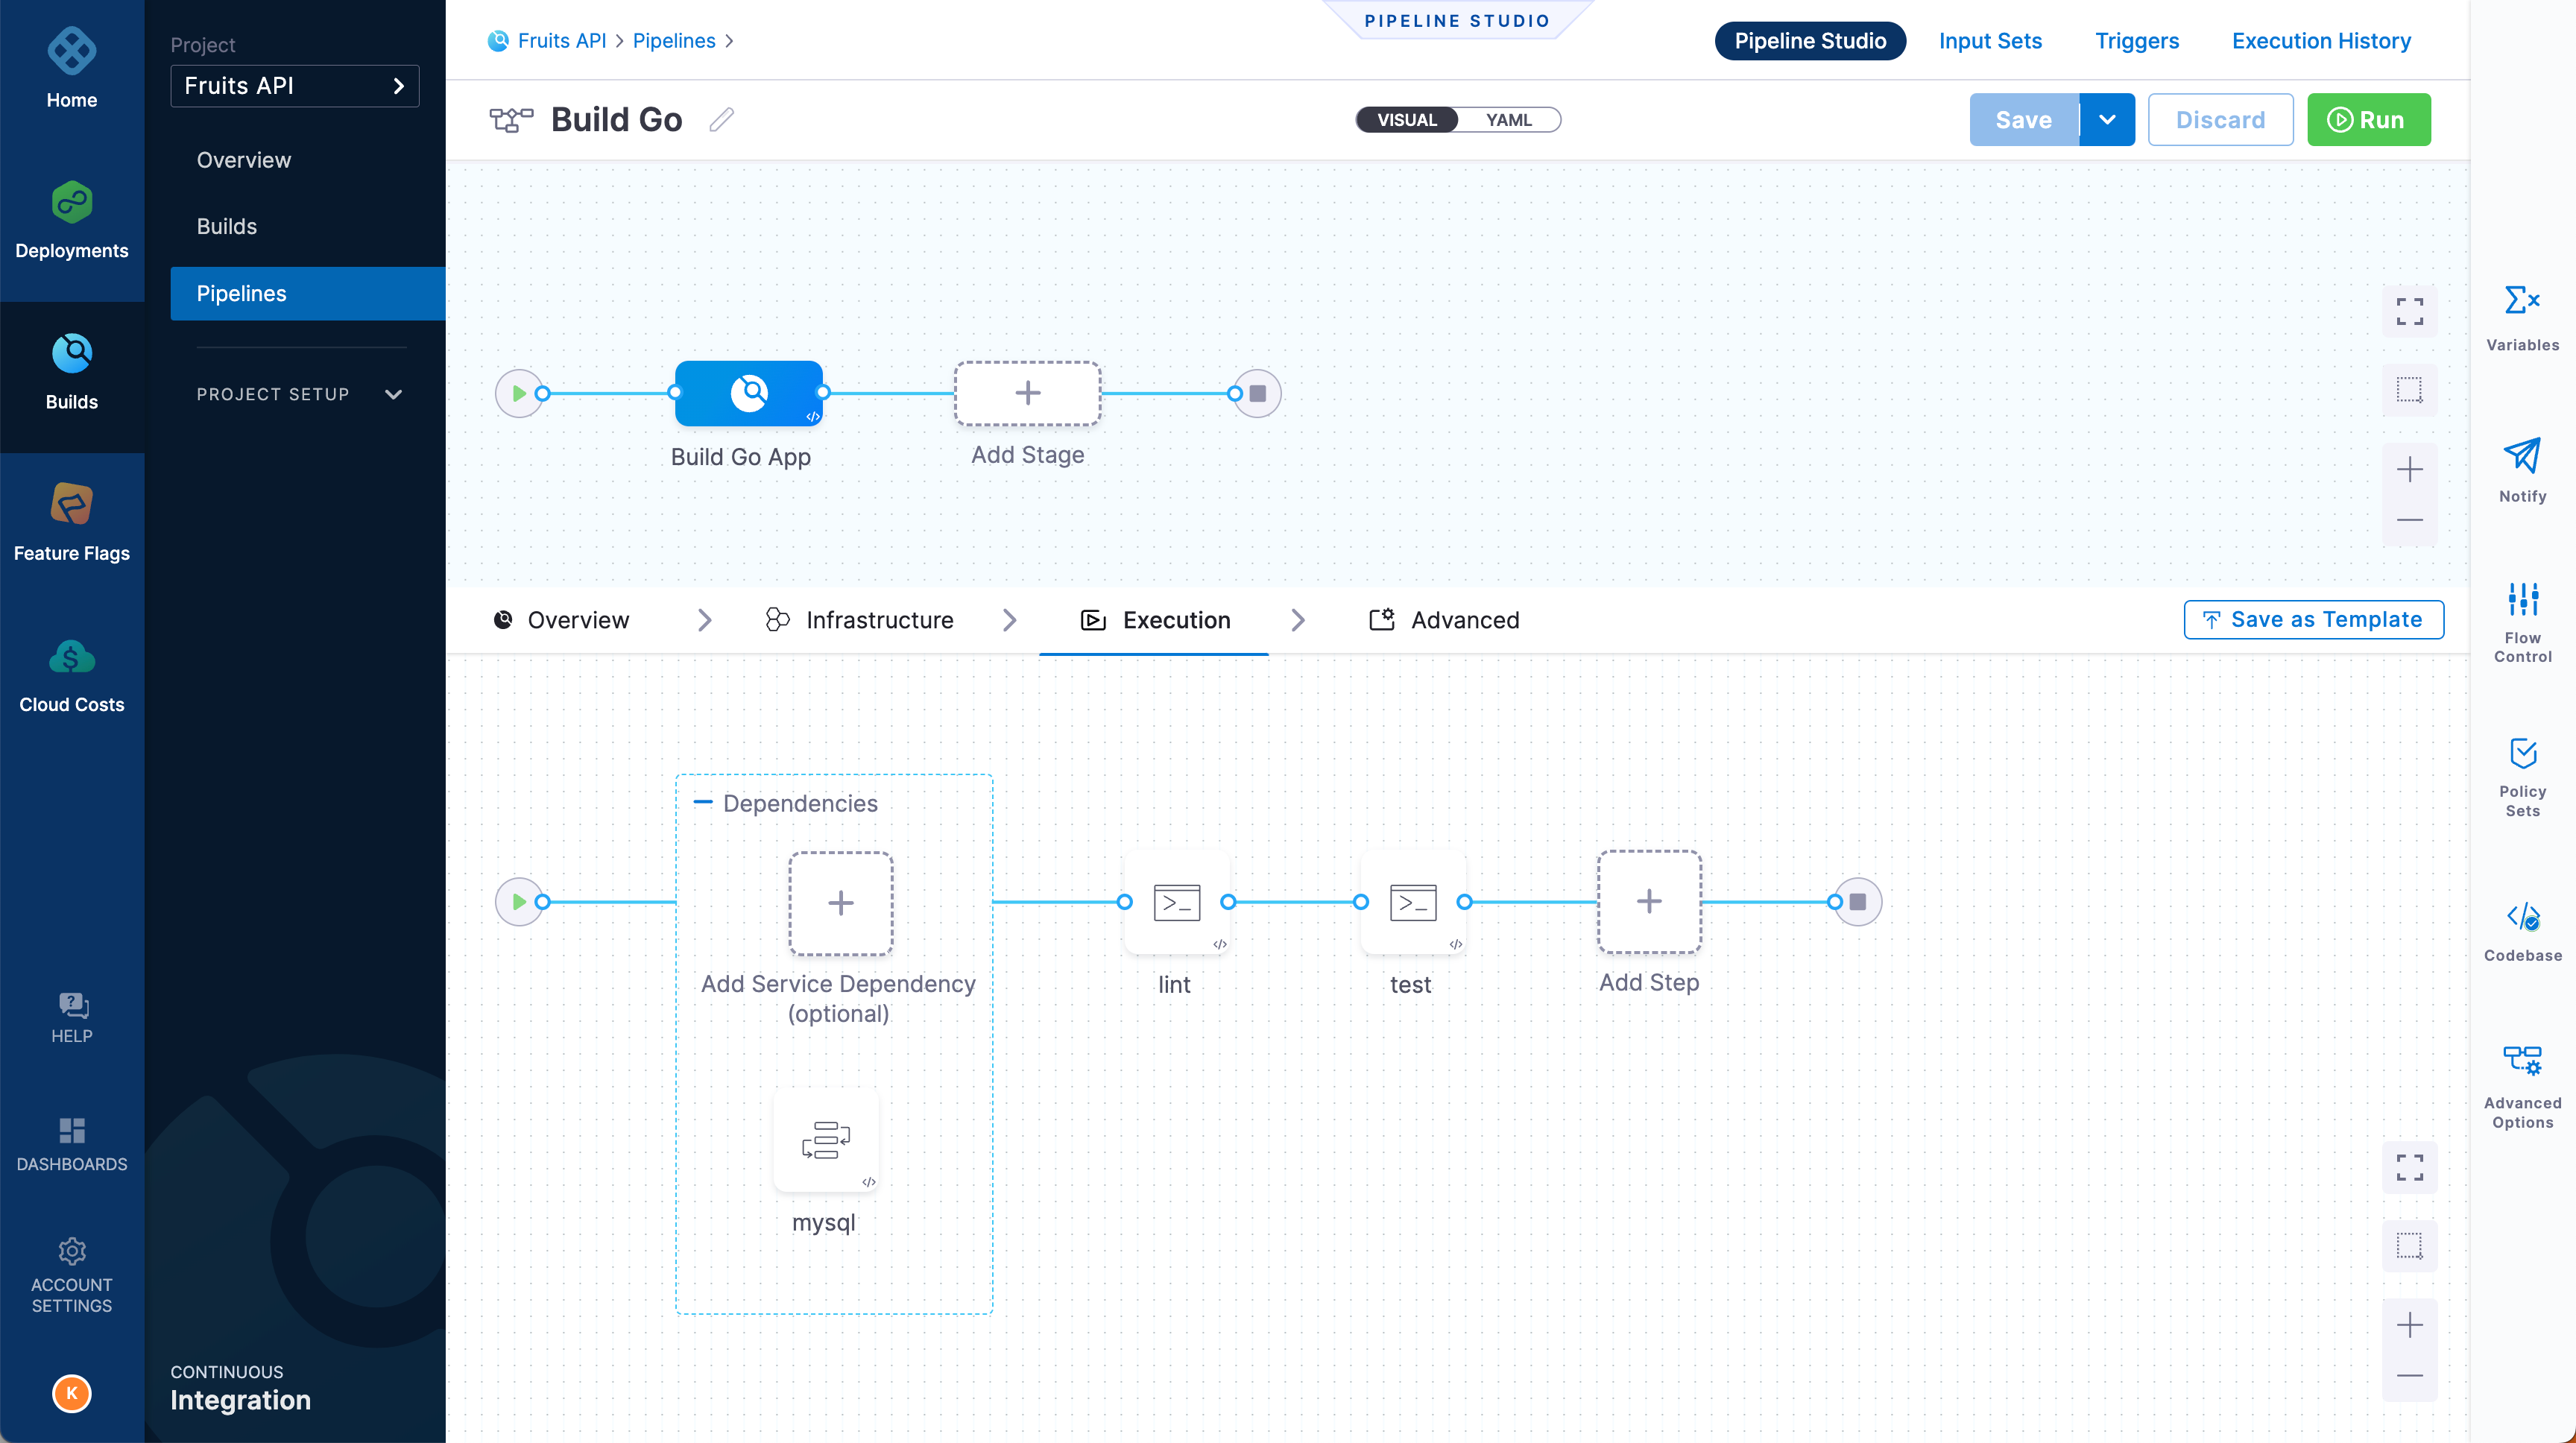 Home
Deployments
Builds
Feature Flags
Cloud Costs
HELP
DASHBOARDS
ACCOUNT
SETTINGS
K
Project
Fruits API
Overview
Builds
Pipelines
PROJECT SETUP
CONTINUOUS
Integration
Fruits API > Pipelines >
PIPELINE STUDIO
Pipeline Studio
Input Sets
Triggers
Execution History
Build Go
VISUAL
YAML
Save
Discard
Run
Build Go App
Add Stage
Overview
Infrastructure
Execution
Advanced
Save as Template
Dependencies
Add Service Dependency
(optional)
mysql
lint
test
Add Step
Variables
Notify
Flow
Control
Policy
Sets
Codebase
Advanced
Options